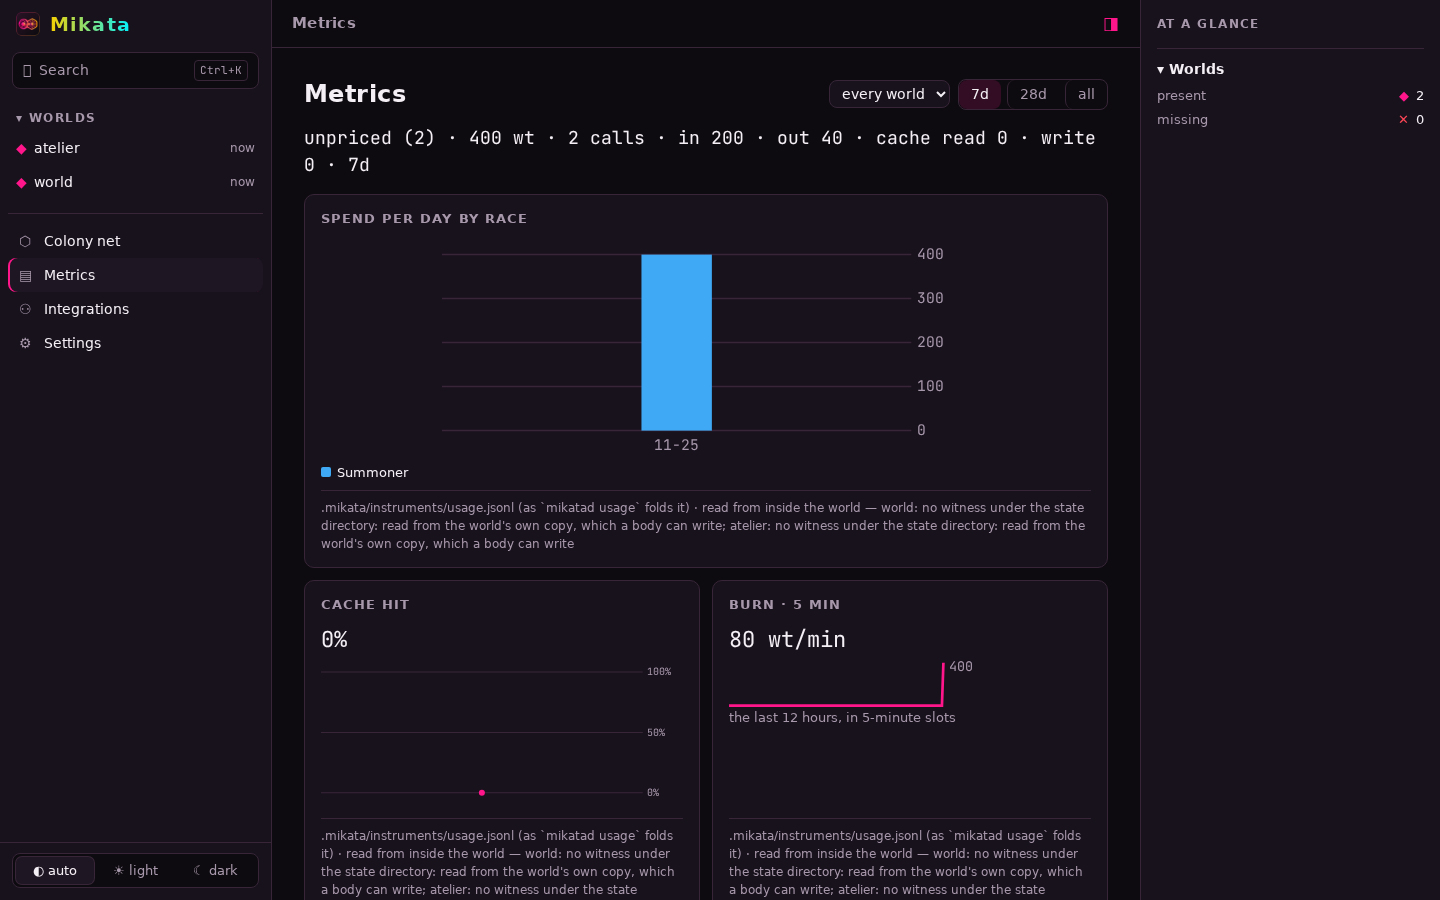 Mikata
Search Ctrl+K
▾ WORLDS
atelier now
world now
Colony net
Metrics
Integrations
Settings
auto light dark
Metrics
Metrics every world 7d 28d all
unpriced (2) · 400 wt · 2 calls · in 200 · out 40 · cache read 0 · write
0 · 7d
SPEND PER DAY BY RACE
400
300
200
100
0
11-25
Summoner
.mikata/instruments/usage.jsonl (as `mikatad usage` folds it) · read from inside the world — world: no witness under the state
directory: read from the world's own copy, which a body can write; atelier: no witness under the state directory: read from the
world's own copy, which a body can write
CACHE HIT
0%
100%
50%
0%
.mikata/instruments/usage.jsonl (as `mikatad usage` folds
it) · read from inside the world — world: no witness under
the state directory: read from the world's own copy, which
a body can write; atelier: no witness under the state
BURN · 5 MIN
80 wt/min
400
the last 12 hours, in 5-minute slots
.mikata/instruments/usage.jsonl (as `mikatad usage` folds
it) · read from inside the world — world: no witness under
the state directory: read from the world's own copy, which
a body can write; atelier: no witness under the state
AT A GLANCE
▾ Worlds
present 2
missing 0